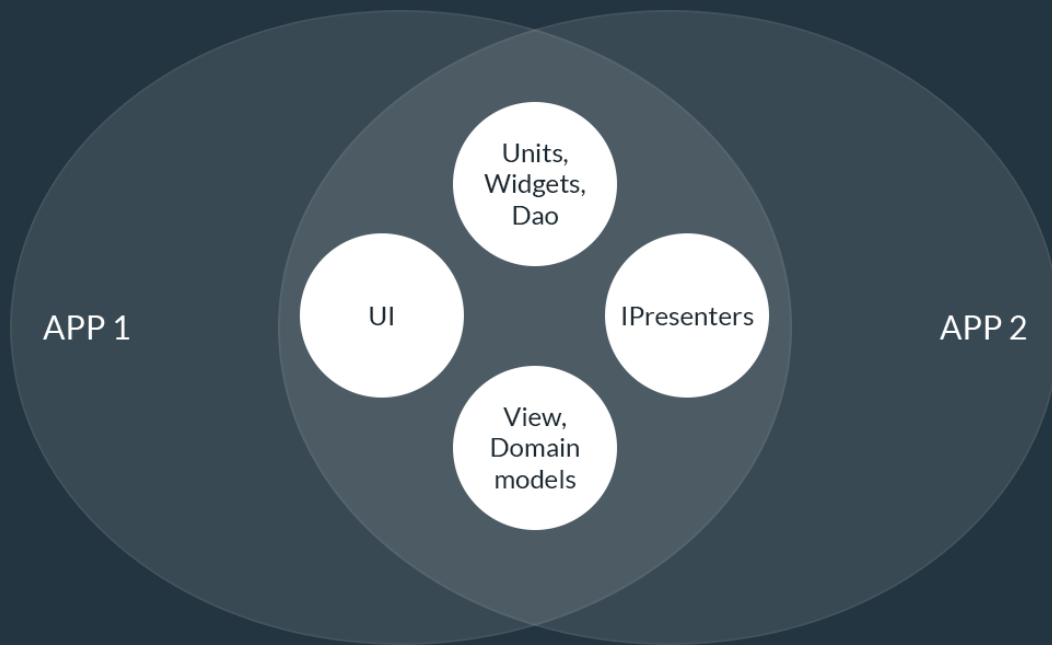 Units,
Widgets,
Dao
UI
IPresenters
APP 1
APP 2
View,
Domain
models